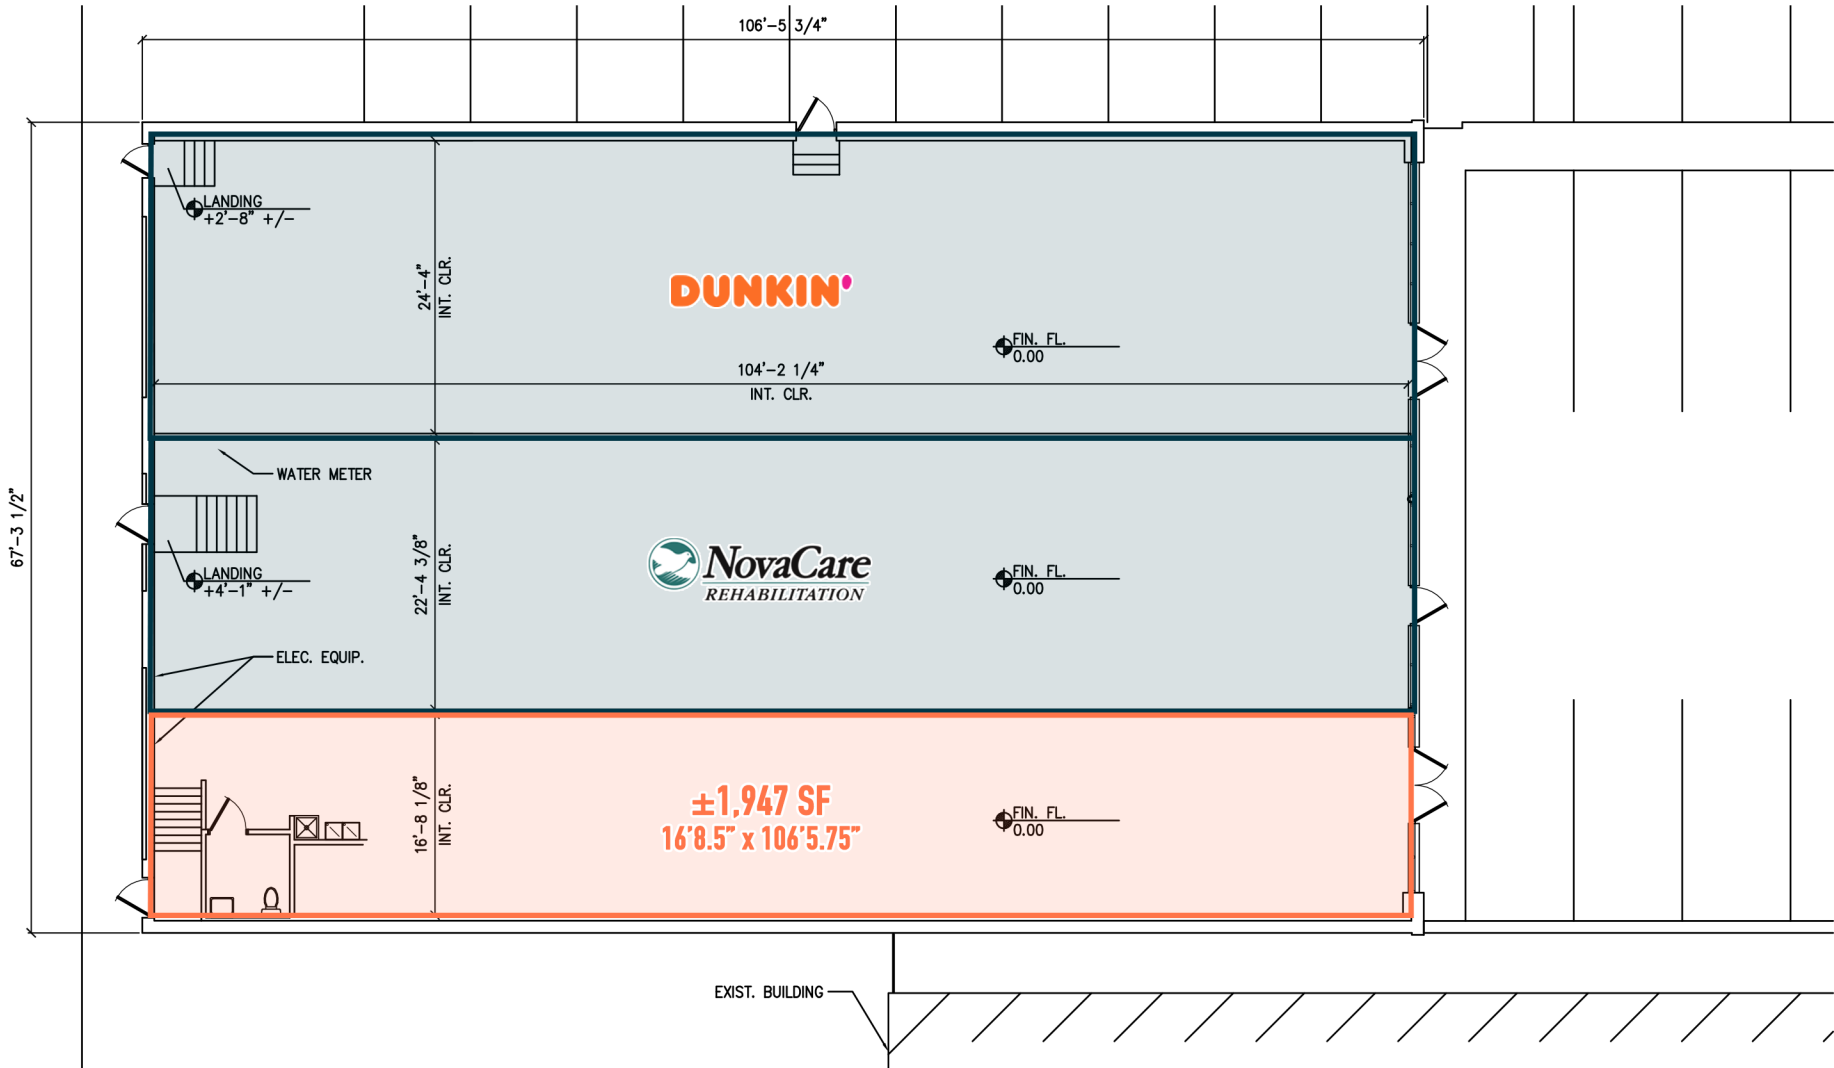 106'-5 3/4"
LANDING
+2'-8" +/-
24'-4"
INT. CLR.
DUNKIN'
FIN. FL.
0.00
104'-2 1/4"
INT. CLR.
67'-3 1/2"
WATER METER
LANDING
+4'-1" +/-
22'-4 3/8"
INT. CLR.
NovaCare
REHABILITATION
FIN. FL.
0.00
ELEC. EQUIP.
16'-8 1/8"
INT. CLR.
±1,947 SF
16'8.5" x 106'5.75"
FIN. FL.
0.00
EXIST. BUILDING